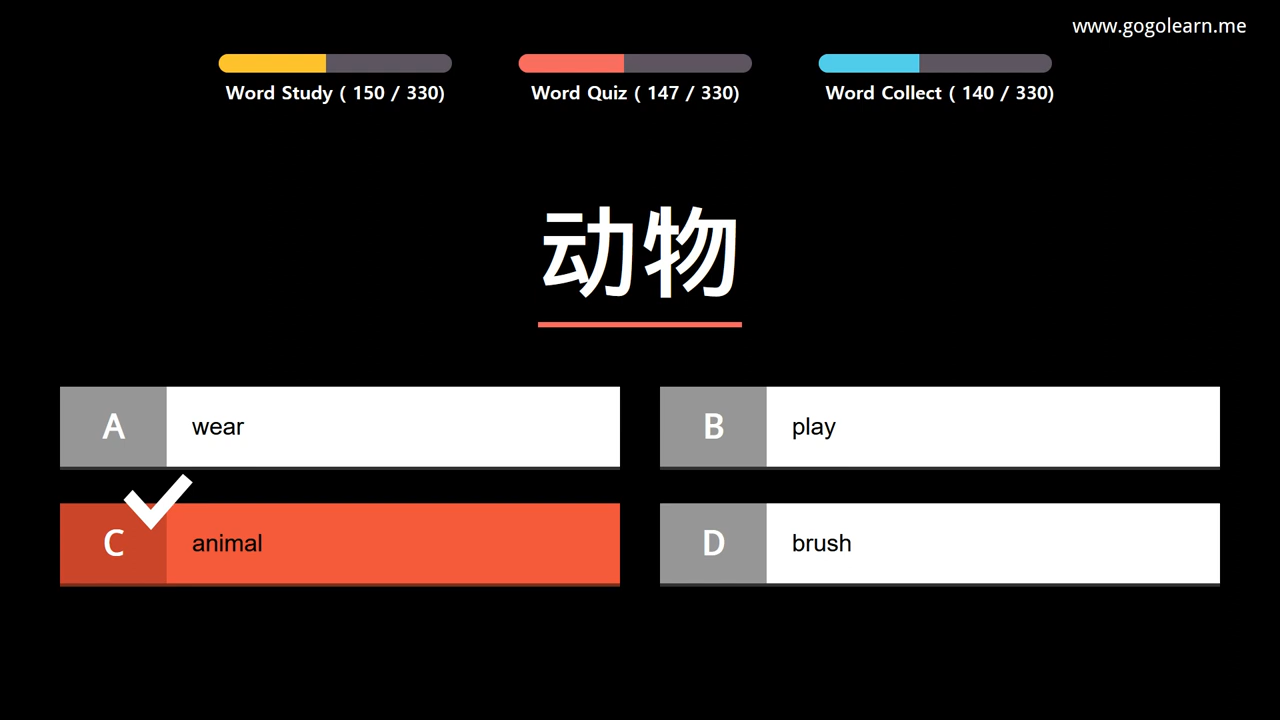 www.gogolearn.me
Word Study ( 150 / 330)
Word Quiz ( 147 / 330)
Word Collect ( 140 / 330)
动物
A wear
B play
C animal
D brush